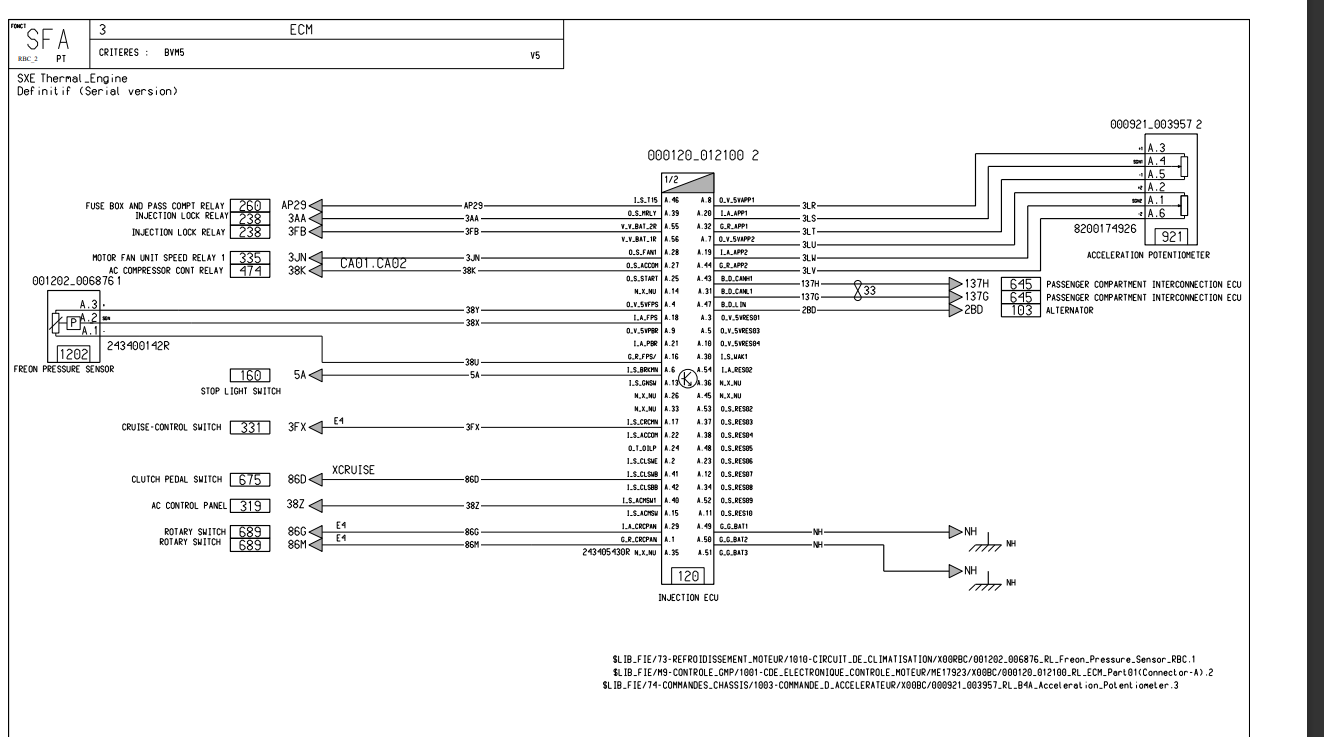 FONCT
SFA
RBC_2 PT
3 ECM
CRITERES : BVM5 V5
SXE Thermal_Engine
Definitif (Serial version)
000921_003957 2
+1 A.3
SGN1 A.4
-1 A.5
+2 A.2
SGN2 A.1
-2 A.6
8200174926
921
ACCELERATION POTENTIOMETER
000120_012100 2
1/2
FUSE BOX AND PASS COMPT RELAY 260 AP29 AP29 I_S_T15 A.46 A.8 O_V_5VAPP1 3LR
INJECTION LOCK RELAY 238 3AA 3AA O_S_MRLY A.39 A.20 I_A_APP1 3LS
INJECTION LOCK RELAY 238 3FB 3FB V_V_BAT_2R A.55 A.32 G_R_APP1 3LT
V_V_BAT_1R A.56 A.7 O_V_5VAPP2 3LU
MOTOR FAN UNIT SPEED RELAY 1 335 3JN 3JN O_S_FAN1 A.28 A.19 I_A_APP2 3LW
AC COMPRESSOR CONT RELAY 474 38K CA01.CA02 38K O_S_ACCOM A.27 A.44 G_R_APP2 3LV
001202_006876 1
O_S_START A.25 A.43 B_D_CANH1 137H 137H 645 PASSENGER COMPARTMENT INTERCONNECTION ECU
33
N_X_NU A.14 A.31 B_D_CANL1 137G 137G 645 PASSENGER COMPARTMENT INTERCONNECTION ECU
A.3 + 38Y O_V_5VFPS A.4 A.47 B_D_LIN 2BD 2BD 103 ALTERNATOR
P A.2 SGN 38X I_A_FPS A.18 A.3 O_V_5VRES01
A.1 - O_V_5VPBR A.9 A.5 O_V_5VRES03
243400142R I_A_PBR A.21 A.10 O_V_5VRES04
1202 38U G_R_FPS/ A.16 A.30 I_S_WAK1
FREON PRESSURE SENSOR
160 5A 5A I_S_BRKMN A.6 A.54 I_A_RES02
STOP LIGHT SWITCH
I_S_GNSW A.13 A.36 N_X_NU
N_X_NU A.26 A.45 N_X_NU
N_X_NU A.33 A.53 O_S_RES02
CRUISE-CONTROL SWITCH 331 3FX E4 3FX I_S_CRCMN A.17 A.37 O_S_RES03
I_S_ACCOM A.22 A.38 O_S_RES04
O_T_OILP A.24 A.48 O_S_RES05
I_S_CLSWE A.2 A.23 O_S_RES06
CLUTCH PEDAL SWITCH 675 86D XCRUISE 86D I_S_CLSWB A.41 A.12 O_S_RES07
I_S_CLSBB A.42 A.34 O_S_RES08
AC CONTROL PANEL 319 38Z 38Z I_S_ACMSW1 A.40 A.52 O_S_RES09
I_S_ACMSW A.15 A.11 O_S_RES10
ROTARY SWITCH 689 86G E4 86G I_A_CRCPAN A.29 A.49 G_G_BAT1 NH NH NH
ROTARY SWITCH 689 86M E4 86M G_R_CRCPAN A.1 A.50 G_G_BAT2 NH
243405430R N_X_NU A.35 A.51 G_G_BAT3
NH NH
120
INJECTION ECU
$LIB_FIE/73-REFROIDISSEMENT_MOTEUR/1010-CIRCUIT_DE_CLIMATISATION/X00RBC/001202_006876_RL_Freon_Pressure_Sensor_RBC.1
$LIB_FIE/M9-CONTROLE_GMP/1001-CDE_ELECTRONIQUE_CONTROLE_MOTEUR/ME17923/X00BC/000120_012100_RL_ECM_Part01(Connector-A).2
$LIB_FIE/74-COMMANDES_CHASSIS/1003-COMMANDE_D_ACCELERATEUR/X00BC/000921_003957_RL_B4A_Acceleration_Potentiometer.3